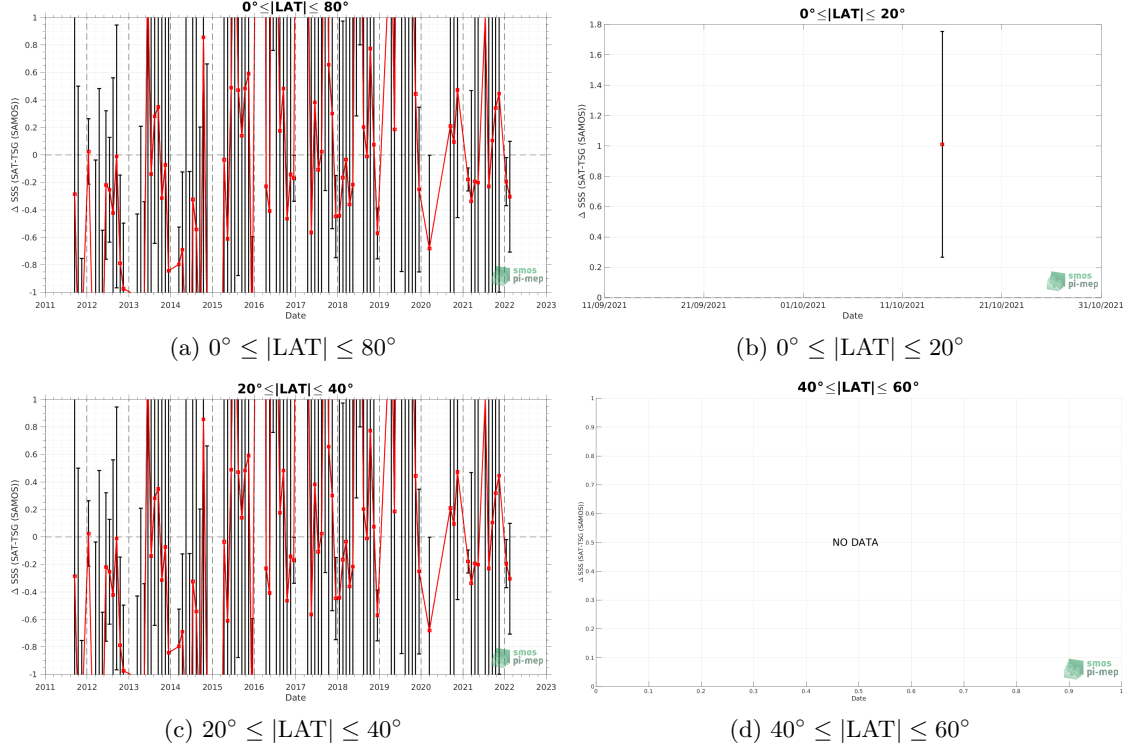 0°≤|LAT|≤ 80°
Δ SSS (SAT-TSG (SAMOS))
1
0.8
0.6
0.4
0.2
0
-0.2
-0.4
-0.6
-0.8
-1
2011 2012 2013 2014 2015 2016 2017 2018 2019 2020 2021 2022 2023
Date
smos
pi-mep
(a) 0° ≤ |LAT| ≤ 80°
0°≤|LAT|≤ 20°
Δ SSS (SAT-TSG (SAMOS))
1.8
1.6
1.4
1.2
1
0.8
0.6
0.4
0.2
0
11/09/2021 21/09/2021 01/10/2021 11/10/2021 21/10/2021 31/10/2021
Date
smos
pi-mep
(b) 0° ≤ |LAT| ≤ 20°
20°≤|LAT|≤ 40°
Δ SSS (SAT-TSG (SAMOS))
1
0.8
0.6
0.4
0.2
0
-0.2
-0.4
-0.6
-0.8
-1
2011 2012 2013 2014 2015 2016 2017 2018 2019 2020 2021 2022 2023
Date
smos
pi-mep
(c) 20° ≤ |LAT| ≤ 40°
40°≤|LAT|≤ 60°
Δ SSS (SAT-TSG (SAMOS))
1
0.9
0.8
0.7
0.6
0.5
0.4
0.3
0.2
0.1
0
NO DATA
0 0.1 0.2 0.3 0.4 0.5 0.6 0.7 0.8 0.9 1
Date
smos
pi-mep
(d) 40° ≤ |LAT| ≤ 60°